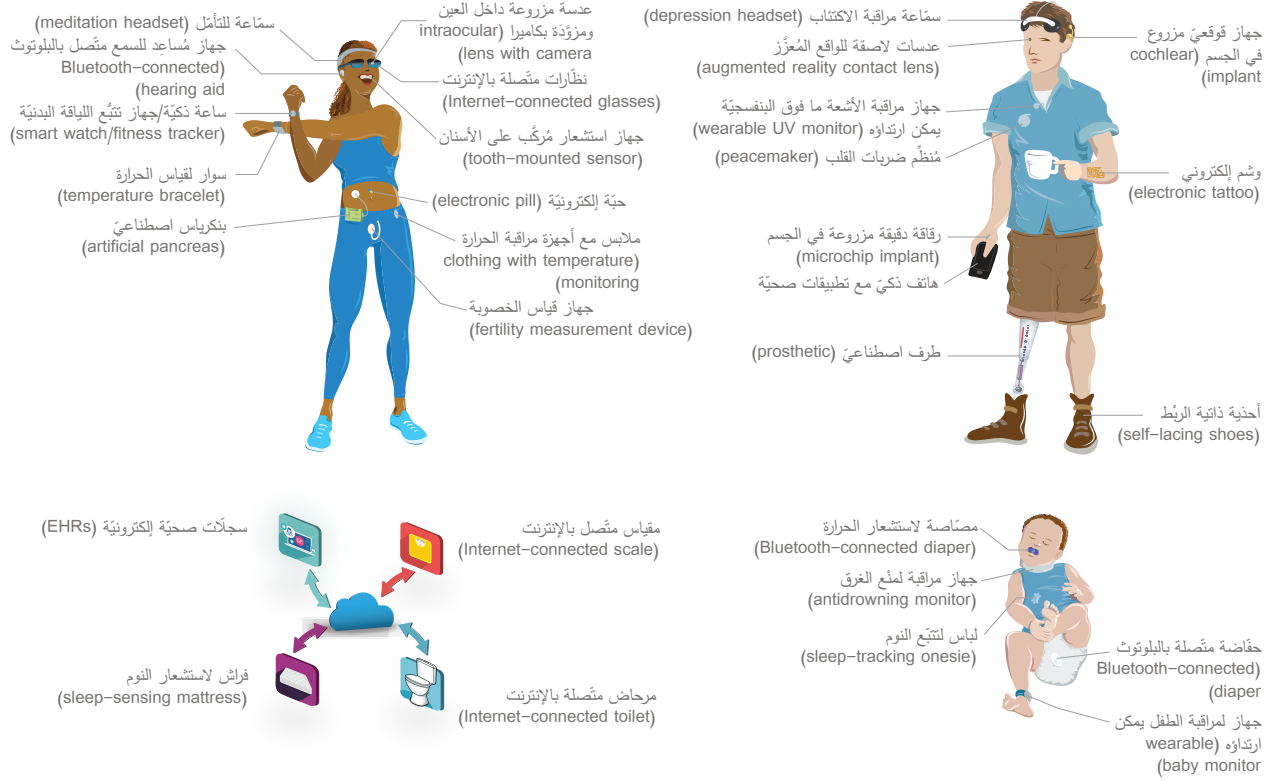 سمّاعة للتأمّل (meditation headset)
جهاز مُساعِد للسمع متّصل بالبلوتوث
(Bluetooth-connected
hearing aid)
ساعة ذكيّة/جهاز تتبُّع اللياقة البدنيّة
(smart watch/fitness tracker)
سوار لقياس الحرارة
(temperature bracelet)
بنكرياس اصطناعيّ
(artificial pancreas)
عدسة مزروعة داخل العين
ومزوَّدَة بكاميرا (intraocular
lens with camera)
نظّارات متّصلة بالإنترنت
(Internet-connected glasses)
جهاز استشعار مُركَّب على الأسنان
(tooth-mounted sensor)
حبّة إلكترونيّة (electronic pill)
ملابس مع أجهزة مراقبة الحرارة
(clothing with temperature
monitoring)
جهاز قياس الخصوبة
(fertility measurement device)
سمّاعة مراقبة الاكتئاب (depression headset)
عدسات لاصقة للواقع المُعزَّز
(augmented reality contact lens)
جهاز مراقبة الأشعة ما فوق البنفسجيّة
يمكن ارتداؤه (wearable UV monitor)
مُنظِّم ضربات القلب (peacemaker)
رقاقة دقيقة مزروعة في الجسم
(microchip implant)
هاتف ذكيّ مع تطبيقات صحيّة
طرف اصطناعيّ (prosthetic)
جهاز قوقعيّ مزروع
في الجسم (cochlear
implant)
وشم إلكتروني
(electronic tattoo)
أحذية ذاتية الربْط
(self-lacing shoes)
سجلّات صحيّة إلكترونيّة (EHRs)
مقياس متّصل بالإنترنت
(Internet-connected scale)
فراش لاستشعار النوم
(sleep-sensing mattress)
مرحاض متّصلة بالإنترنت
(Internet-connected toilet)
مصّاصة لاستشعار الحرارة
(Bluetooth-connected diaper)
جهاز مراقبة لمنْع الغرق
(antidrowning monitor)
لباس لتتبّع النوم
(sleep-tracking onesie)
حفّاضة متّصلة بالبلوتوث
(Bluetooth-connected
diaper)
جهاز لمراقبة الطفل يمكن
ارتداؤه (wearable
baby monitor)